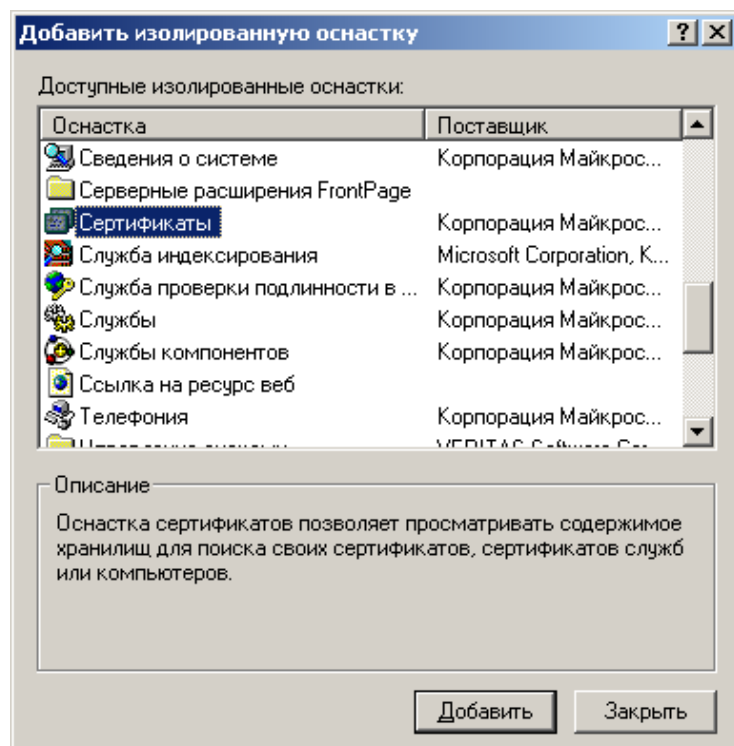 Добавить изолированную оснастку
Доступные изолированные оснастки:
Оснастка Поставщик
Сведения о системе Корпорация Майкрос...
Серверные расширения FrontPage
Сертификаты Корпорация Майкрос...
Служба индексирования Microsoft Corporation, К...
Служба проверки подлинности в ... Корпорация Майкрос...
Службы Корпорация Майкрос...
Службы компонентов Корпорация Майкрос...
Ссылка на ресурс веб
Телефония Корпорация Майкрос...
VERITAS Software
Описание
Оснастка сертификатов позволяет просматривать содержимое
хранилищ для поиска своих сертификатов, сертификатов служб
или компьютеров.
Добавить Закрыть